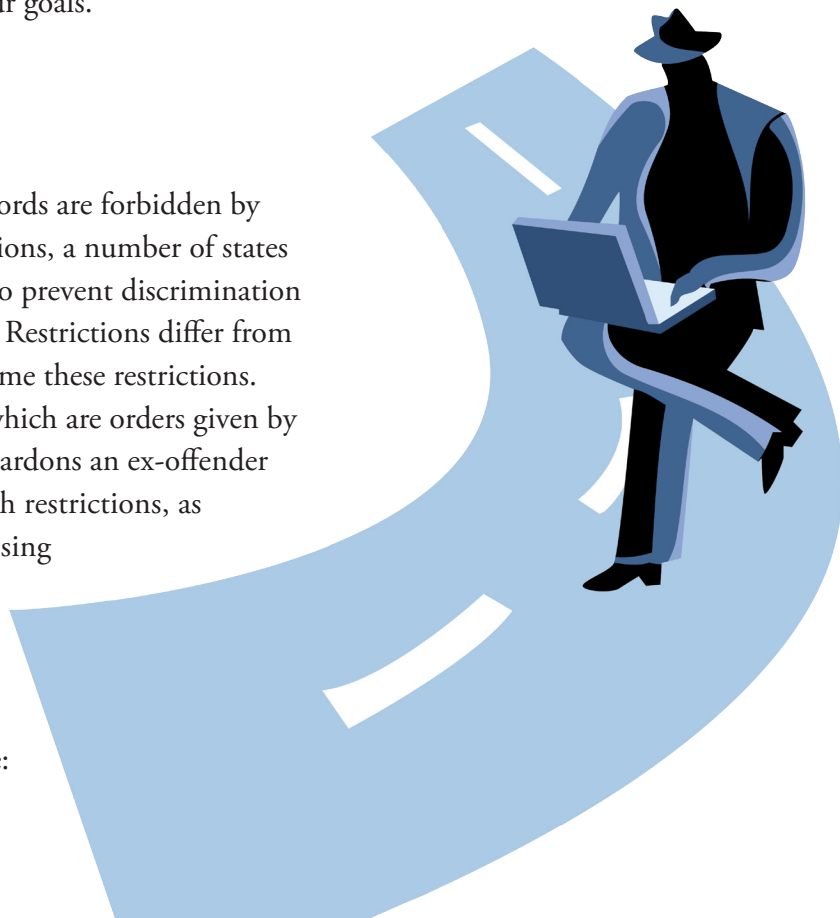 ur goals.
ords are forbidden by
ions, a number of states
o prevent discrimination
Restrictions differ from
me these restrictions.
which are orders given by
ardons an ex-offender
h restrictions, as
sing
: